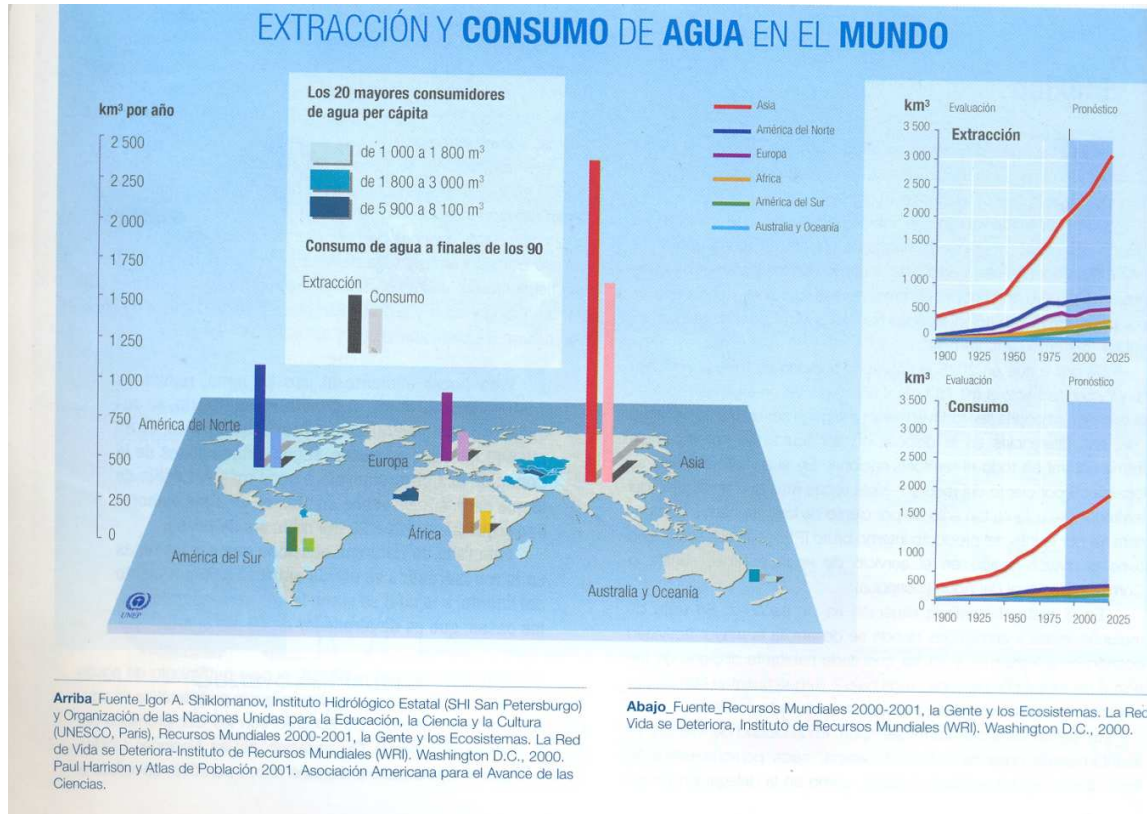 EXTRACCIÓN Y CONSUMO DE AGUA EN EL MUNDO
km³ por año
2 500
2 250
2 000
1 750
1 500
1 250
1 000
750
500
250
0
Los 20 mayores consumidores
de agua per cápita
de 1 000 a 1 800 m³
de 1 800 a 3 000 m³
de 5 900 a 8 100 m³
Consumo de agua a finales de los 90
Extracción
Consumo
América del Norte
Europa
Asia
África
América del Sur
Australia y Oceanía
UNEP
Asia
América del Norte
Europa
Africa
América del Sur
Australia y Oceanía
km³
Evaluación
Pronóstico
Extracción
3 500
3 000
2 500
2 000
1 500
1 000
500
0
1900 1925 1950 1975 2000 2025
km³
Evaluación
Pronóstico
Consumo
3 500
3 000
2 500
2 000
1 500
1 000
500
0
1900 1925 1950 1975 2000 2025
Arriba_Fuente_Igor A. Shiklomanov, Instituto Hidrológico Estatal (SHI San Petersburgo)
y Organización de las Naciones Unidas para la Educación, la Ciencia y la Cultura
(UNESCO, Paris), Recursos Mundiales 2000-2001, la Gente y los Ecosistemas. La Red
de Vida se Deteriora-Instituto de Recursos Mundiales (WRI). Washington D.C., 2000.
Paul Harrison y Atlas de Población 2001. Asociación Americana para el Avance de las
Ciencias.
Abajo_Fuente_Recursos Mundiales 2000-2001, la Gente y los Ecosistemas. La Red
Vida se Deteriora, Instituto de Recursos Mundiales (WRI). Washington D.C., 2000.